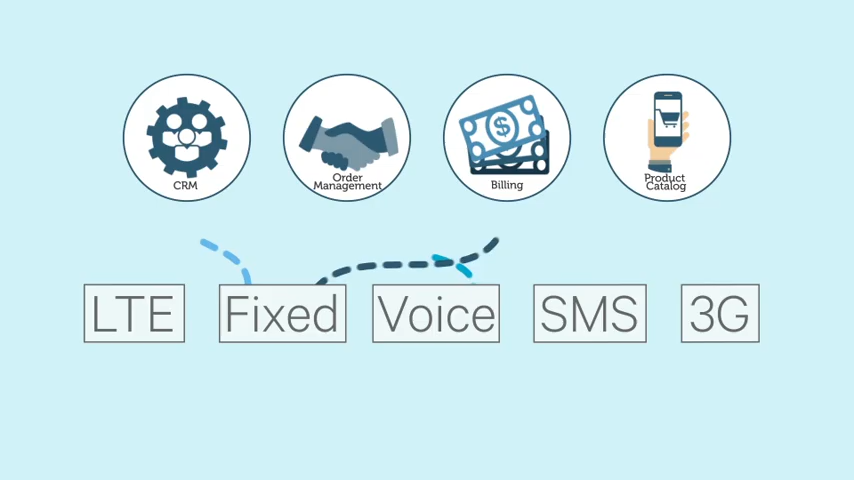 CRM
Order
Management
$
Billing
Product
Catalog
LTE
Fixed
Voice
SMS
3G